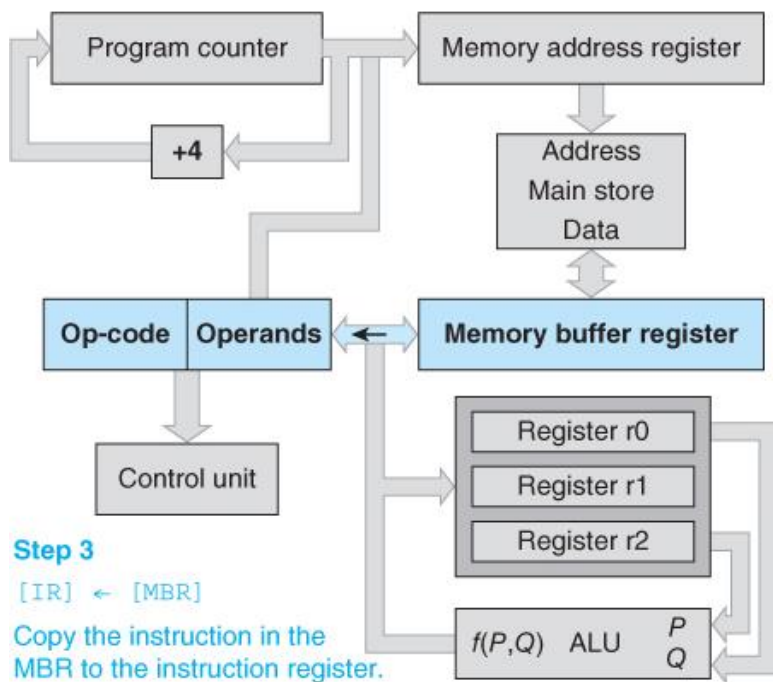 Program counter
Memory address register
+4
Address
Main store
Data
Op-code
Operands
Memory buffer register
Control unit
Register r0
Register r1
Register r2
Step 3
[IR] ← [MBR]
Copy the instruction in the
MBR to the instruction register.
f(P,Q) ALU P
Q